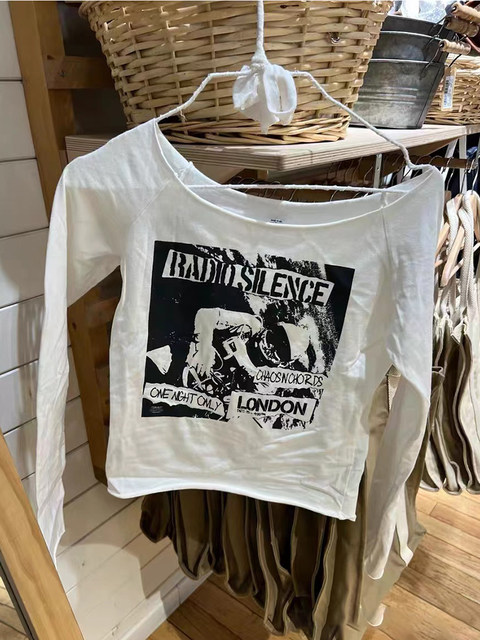 RADIO SILENCE
CHAOS N CHORDS
ONE NIGHT ONLY
LONDON